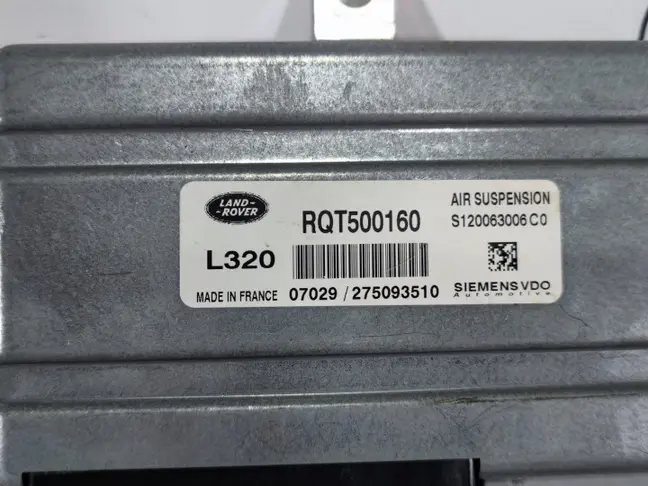 LAND-
ROVER
RQT500160
AIR SUSPENSION
S120063006 C0
L320
MADE IN FRANCE
07029 / 275093510
SIEMENS VDO
Automotive